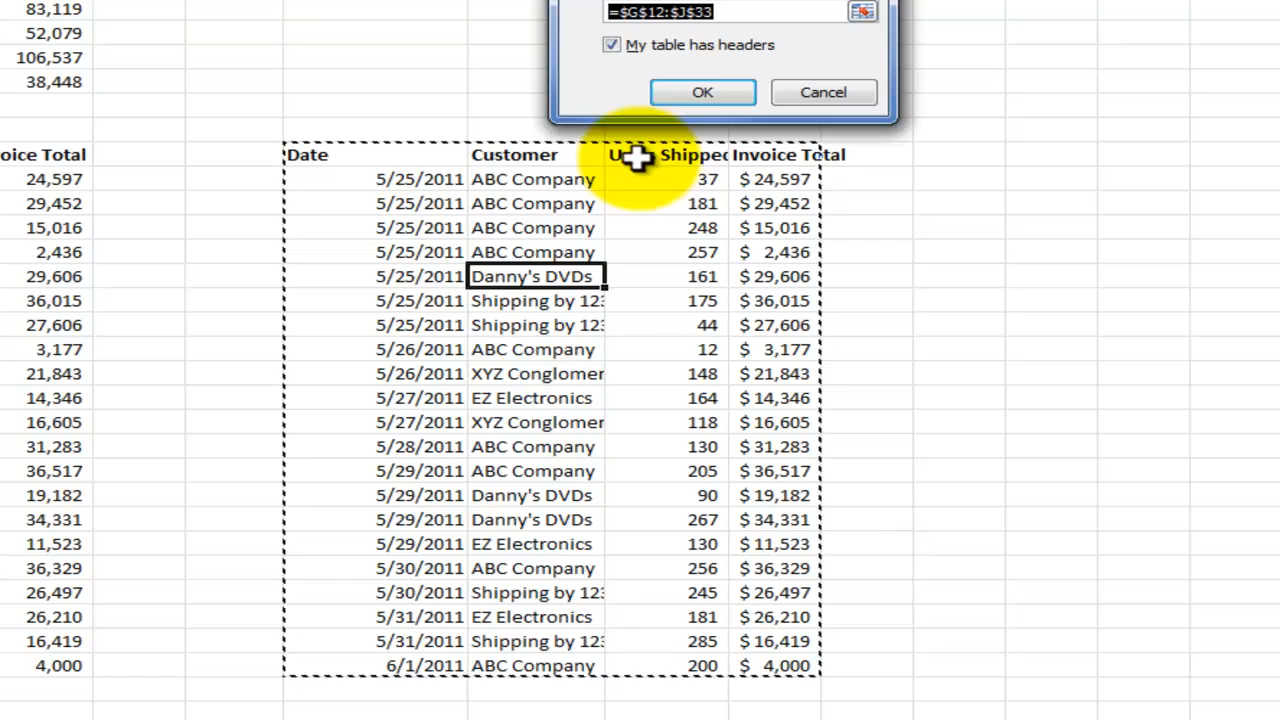 83,119
=$G$12:$J$33
52,079
My table has headers
106,537
38,448
OK Cancel
oice Total Date Customer Shipped Invoice Total
24,597 5/25/2011 ABC Company 37 $ 24,597
29,452 5/25/2011 ABC Company 181 $ 29,452
15,016 5/25/2011 ABC Company 248 $ 15,016
2,436 5/25/2011 ABC Company 257 $ 2,436
29,606 5/25/2011 Danny's DVDs 161 $ 29,606
36,015 5/25/2011 Shipping by 123 175 $ 36,015
27,606 5/25/2011 Shipping by 123 44 $ 27,606
3,177 5/26/2011 ABC Company 12 $ 3,177
21,843 5/26/2011 XYZ Conglomer 148 $ 21,843
14,346 5/27/2011 EZ Electronics 164 $ 14,346
16,605 5/27/2011 XYZ Conglomer 118 $ 16,605
31,283 5/28/2011 ABC Company 130 $ 31,283
36,517 5/29/2011 ABC Company 205 $ 36,517
19,182 5/29/2011 Danny's DVDs 90 $ 19,182
34,331 5/29/2011 Danny's DVDs 267 $ 34,331
11,523 5/29/2011 EZ Electronics 130 $ 11,523
36,329 5/30/2011 ABC Company 256 $ 36,329
26,497 5/30/2011 Shipping by 123 245 $ 26,497
26,210 5/31/2011 EZ Electronics 181 $ 26,210
16,419 5/31/2011 Shipping by 123 285 $ 16,419
4,000 6/1/2011 ABC Company 200 $ 4,000